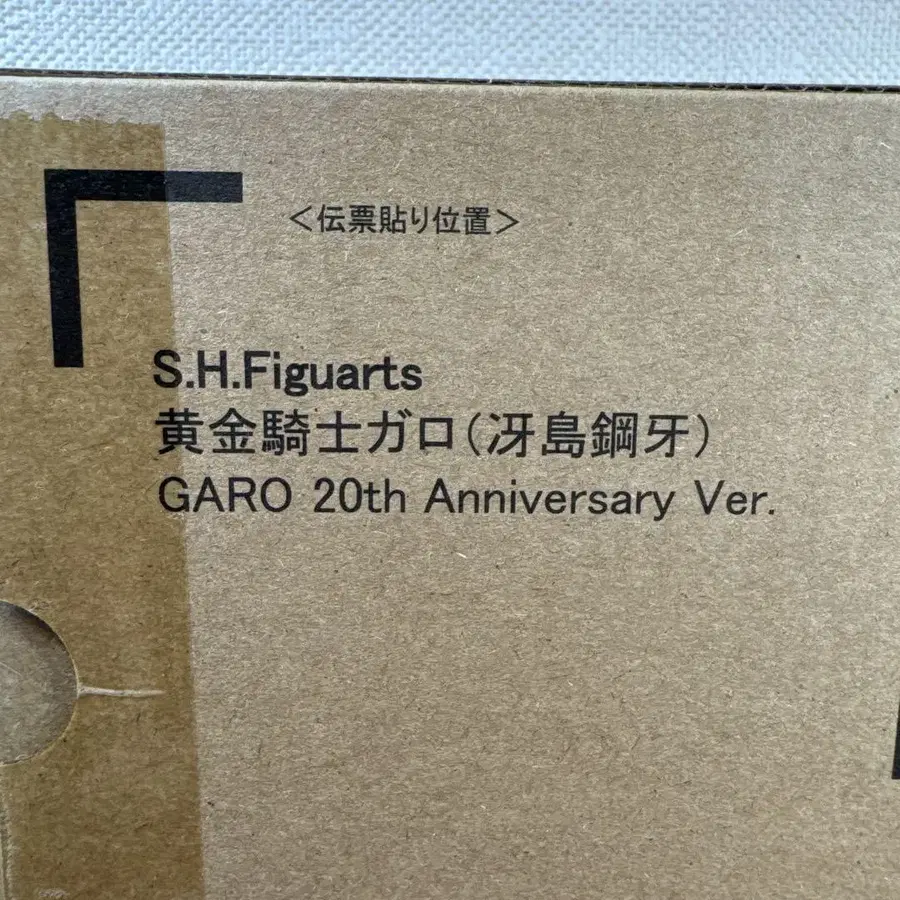 ＜伝票貼り位置＞
S.H.Figuarts
黄金騎士ガロ（冴島鋼牙）
GARO 20th Anniversary Ver.